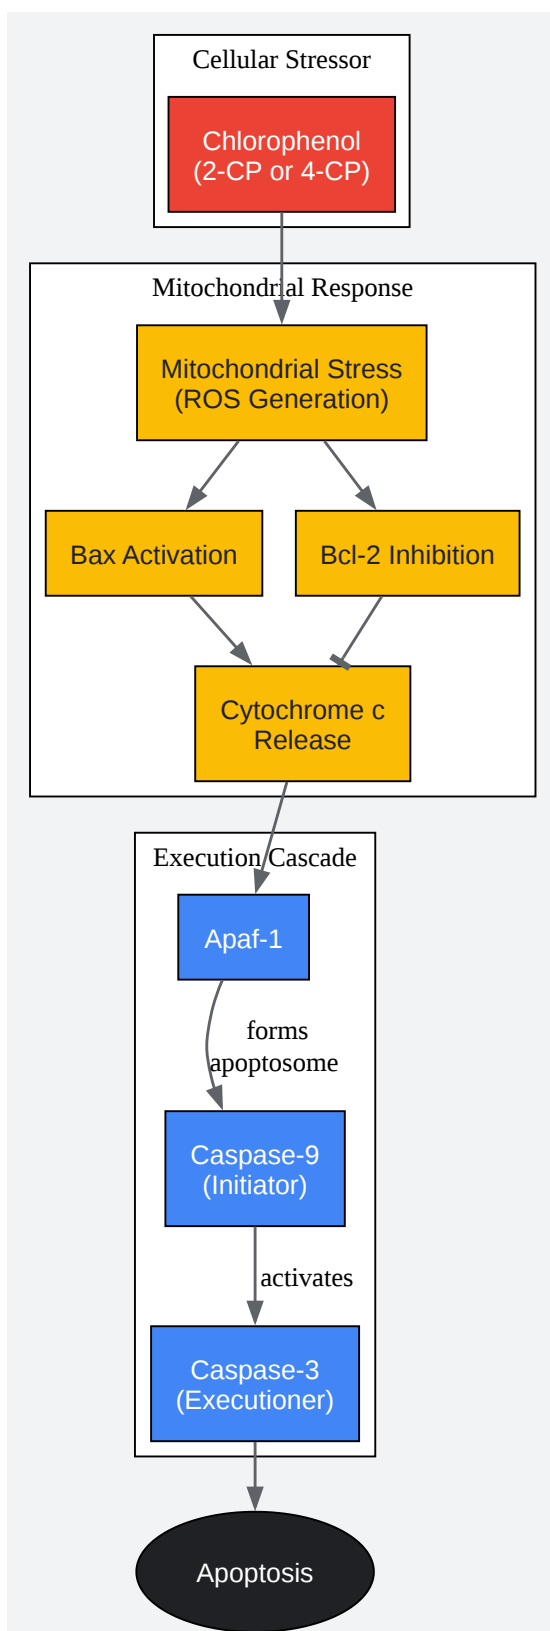 Cellular Stressor
Chlorophenol
(2-CP or 4-CP)
Mitochondrial Response
Mitochondrial Stress
(ROS Generation)
Bax Activation
Bcl-2 Inhibition
Cytochrome c
Release
Execution Cascade
Apaf-1
forms
apoptosome
Caspase-9
(Initiator)
activates
Caspase-3
(Executioner)
Apoptosis